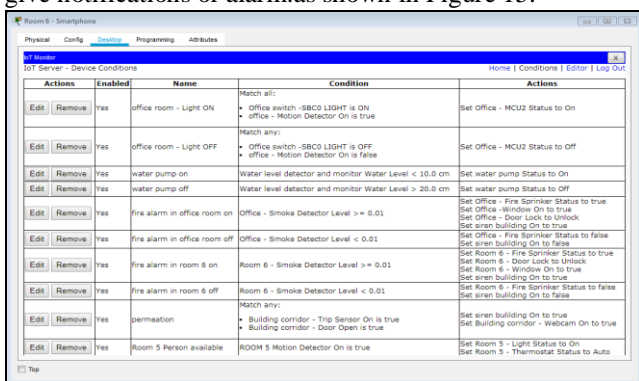 give notifications or alarm.as shown in Figure 13.
Room 6 - Smartphone
Physical Config Desktop Programming Attributes
IoT Monitor X
IoT Server - Device Conditions Home | Conditions | Editor | Log Out
Actions Enabled Name Condition Actions
Edit Remove Yes office room - Light ON Match all:
• Office switch -SBC0 LIGHT is ON
• office - Motion Detector On is true
Set Office - MCU2 Status to On
Edit Remove Yes office room - Light OFF Match any:
• Office switch -SBC0 LIGHT is OFF
• office - Motion Detector On is false
Set Office - MCU2 Status to Off
Edit Remove Yes water pump on Water level detector and monitor Water Level < 10.0 cm Set water pump Status to On
Edit Remove Yes water pump off Water level detector and monitor Water Level > 20.0 cm Set water pump Status to Off
Edit Remove Yes fire alarm in office room on Office - Smoke Detector Level >= 0.01 Set Office - Fire Sprinker Status to true
Set Office -Window On to true
Set Office - Door Lock to Unlock
Set siren bulilding On to true
Edit Remove Yes fire alarm in office room off Office - Smoke Detector Level < 0.01 Set Office - Fire Sprinker Status to false
Set siren bulilding On to false
Edit Remove Yes fire alarm in room 6 on Room 6 - Smoke Detector Level >= 0.01 Set Room 6 - Fire Sprinker Status to true
Set Room 6 - Door Lock to Unlock
Set Room 6 - Window On to true
Set siren bulilding On to true
Edit Remove Yes fire alarm in room 6 off Room 6 - Smoke Detector Level < 0.01 Set Room 6 - Fire Sprinker Status to false
Set siren bulilding On to false
Edit Remove Yes permeation Match any:
• Building corridor - Trip Sensor On is true
• Building corridor - Door Open is true
Set siren bulilding On to true
Set Building corridor - Webcam On to true
Edit Remove Yes Room 5 Person available ROOM 5 Motion Detector On is true Set Room 5 - Light Status to On
Set Room 5 - Thermostat Status to Auto
Top